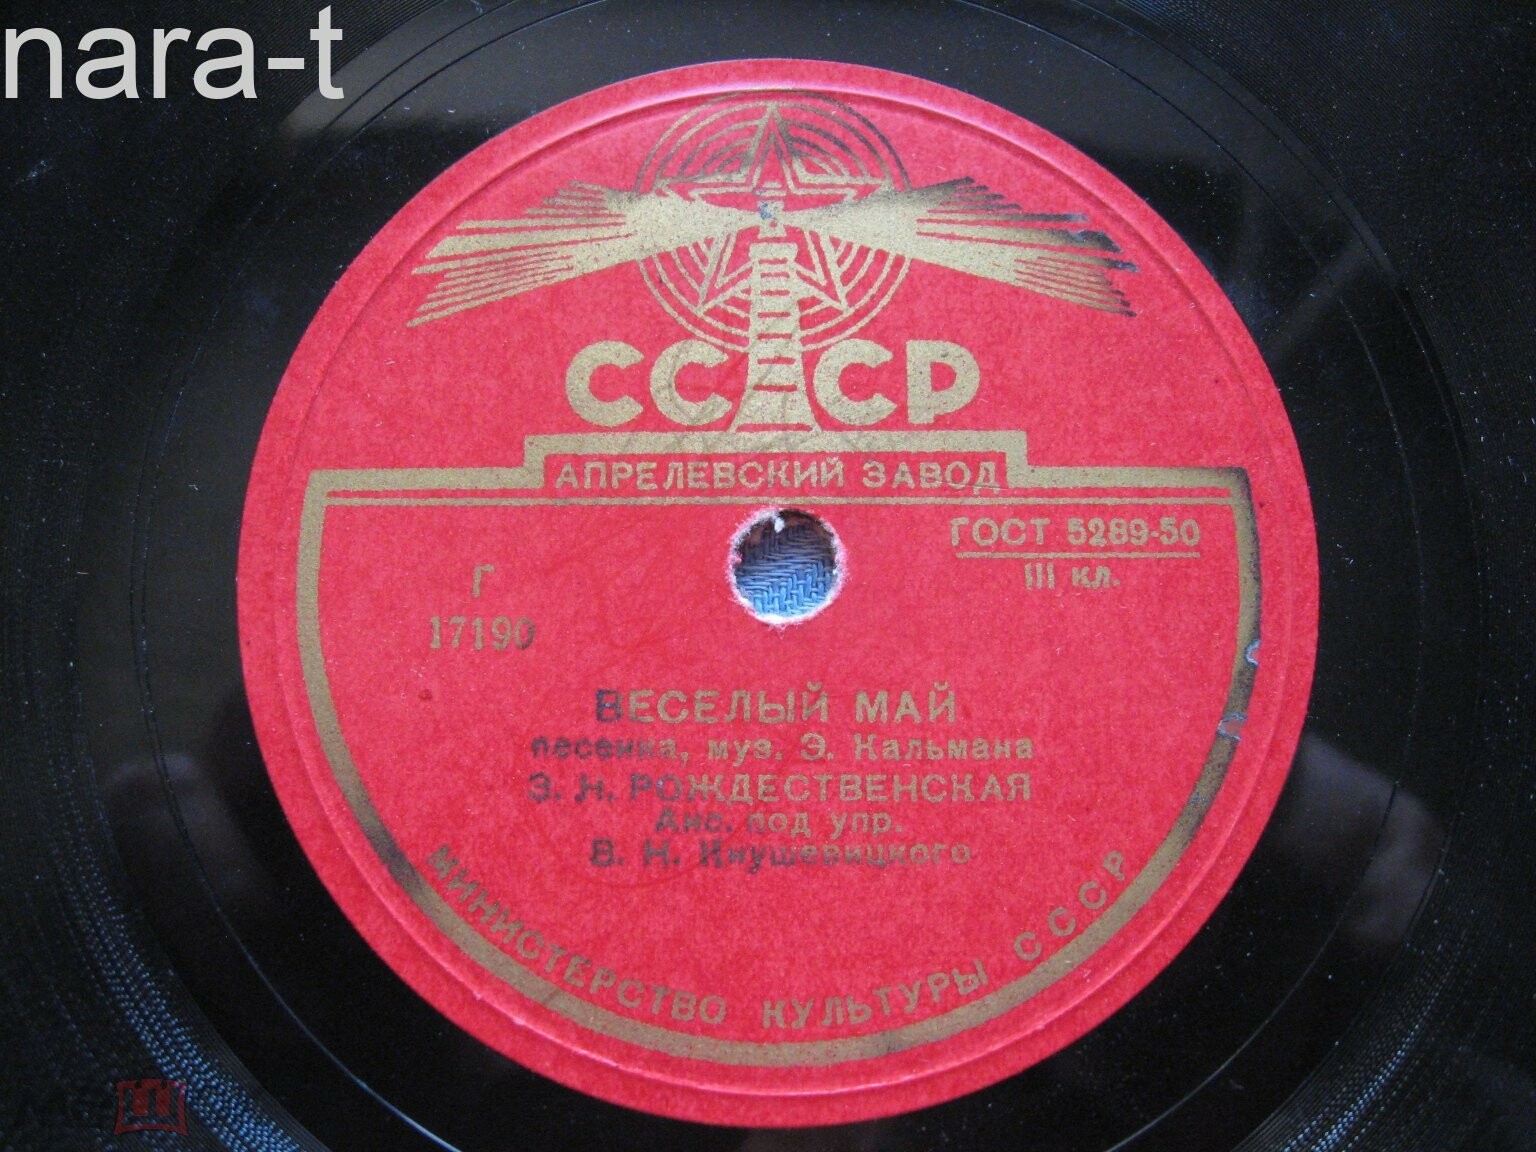 nara-t
СССР
АПРЕЛЕВСКИЙ ЗАВОД
ГОСТ 5289-50
III кл.
Г
17190
ВЕСЕЛЫЙ МАЙ
песенка, муз. Э. Кальмана
З. Н. РОЖДЕСТВЕНСКАЯ
Анс. под упр.
В. Н. Кнушевицкого
МИНИСТЕРСТВО КУЛЬТУРЫ СССР